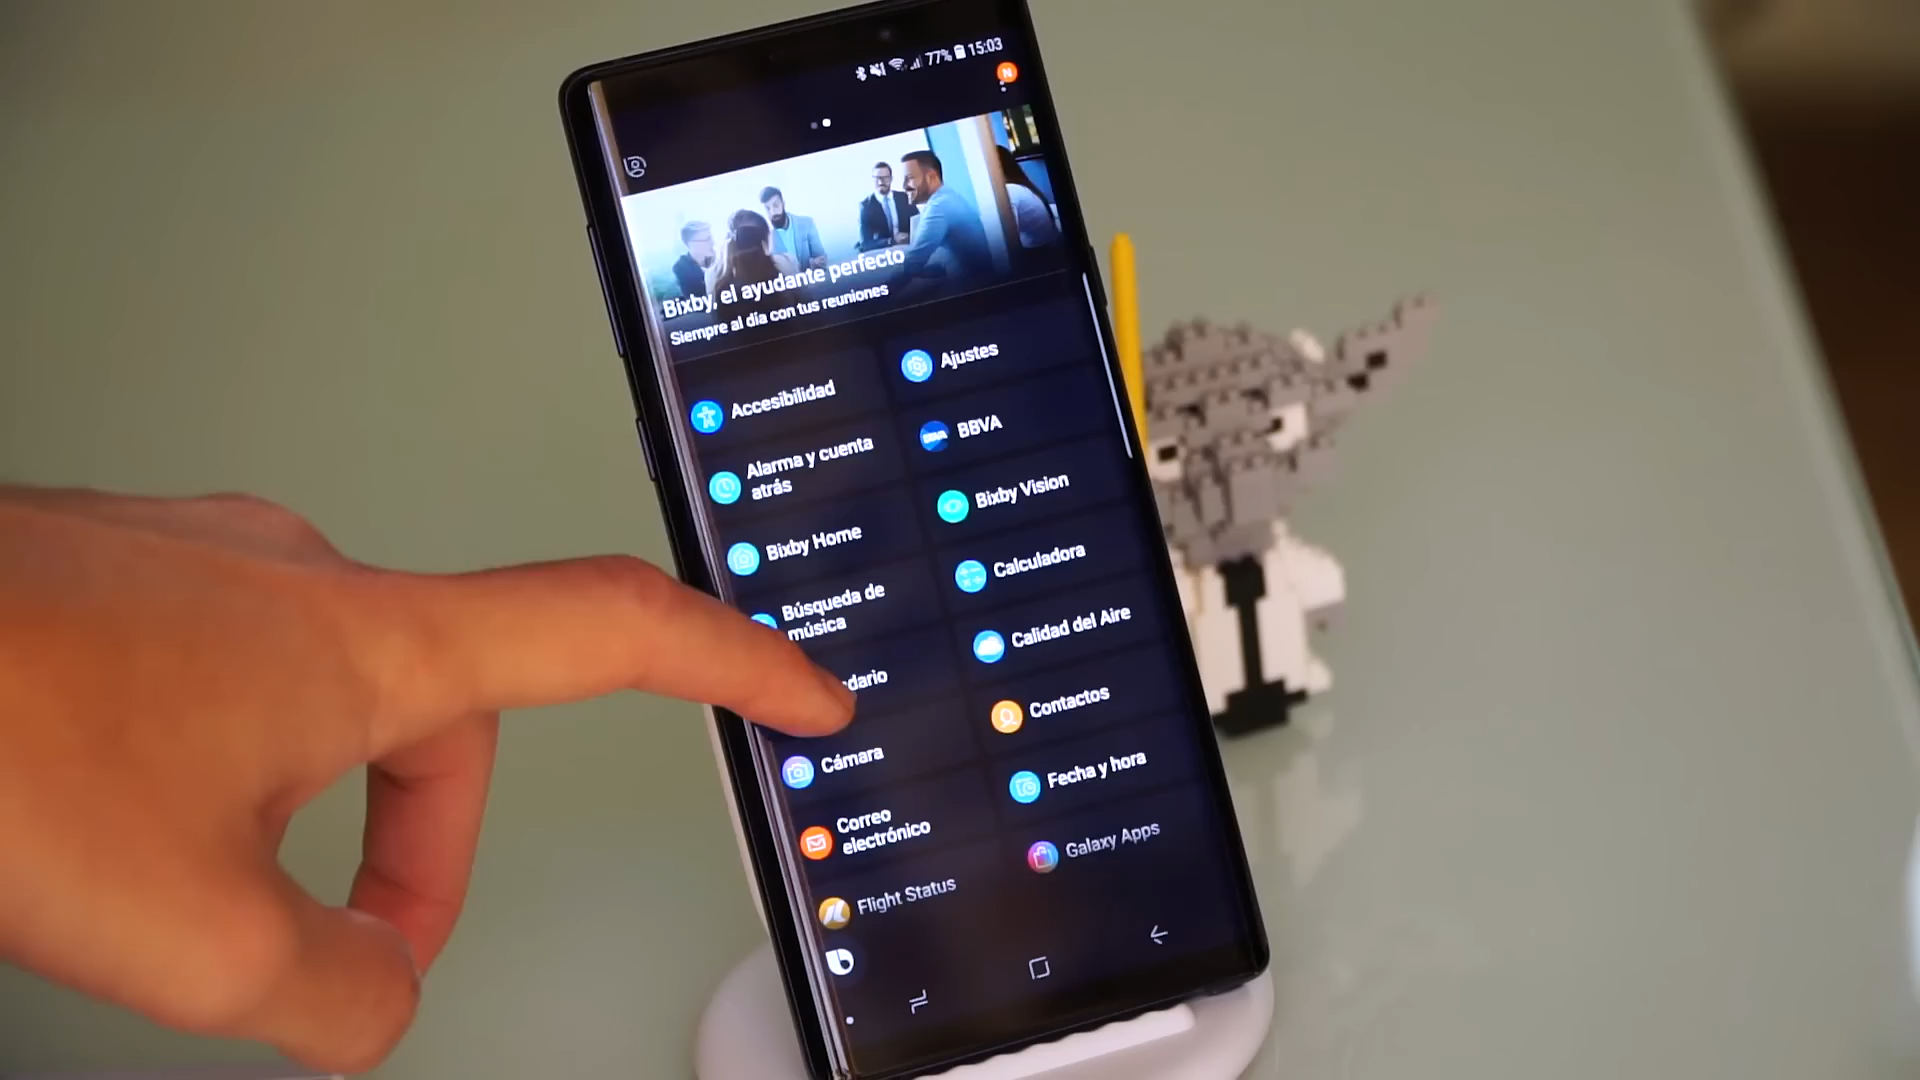 77% 15:03
N
Bixby, el ayudante perfecto
Siempre al día con tus reuniones
Accesibilidad
Ajustes
Alarma y cuenta
atrás
BBVA
BBVA
Bixby Home
Bixby Vision
Búsqueda de
música
Calculadora
ndario
Calidad del Aire
Cámara
Contactos
Correo
electrónico
Fecha y hora
Flight Status
Galaxy Apps